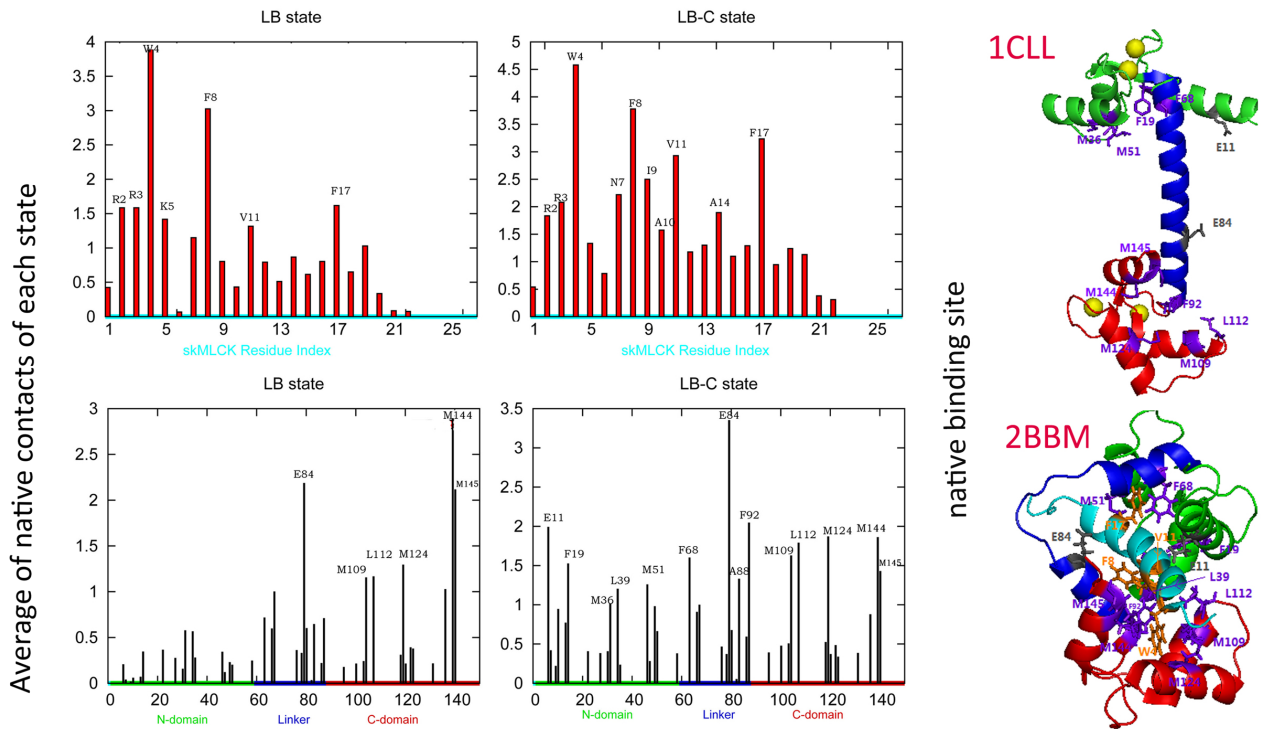 Average of native contacts of each state
LB state
4
3.5
3
2.5
2
1.5
1
0.5
0
W4
F8
R2
R3
K5
V11
F17
1
5
9
13
17
21
25
skMLCK Residue Index
LB-C state
5
4.5
4
3.5
3
2.5
2
1.5
1
0.5
0
W4
F8
F17
V11
I9
N7
R3
R2
A14
A10
1
5
9
13
17
21
25
skMLCK Residue Index
LB state
3
2.5
2
1.5
1
0.5
0
M144
E84
M145
L112
M124
M109
0
20
40
60
80
100
120
140
N-domain
Linker
C-domain
LB-C state
3.5
3
2.5
2
1.5
1
0.5
0
E84
E11
F92
F19
F68
M51
L39
M36
A88
M109
L112
M124
M144
M145
0
20
40
60
80
100
120
140
N-domain
Linker
C-domain
native binding site
1CLL
F68
F19
M36
M51
E11
E84
M145
M144
F92
L112
M109
2BBM
M51
F68
E84
V11
F19
F8
E11
L39
M145
F92
L112
W4
M109
M124